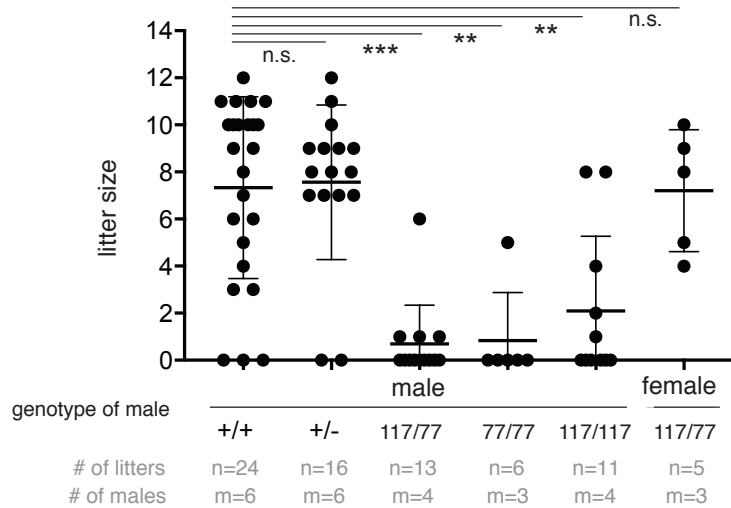 n.s.
**
**
***
n.s.
14
12
10
8
6
4
2
0
litter size
male female
genotype of male
+/+ +/- 117/77 77/77 117/117 117/77
# of litters n=24 n=16 n=13 n=6 n=11 n=5
# of males m=6 m=6 m=4 m=3 m=4 m=3